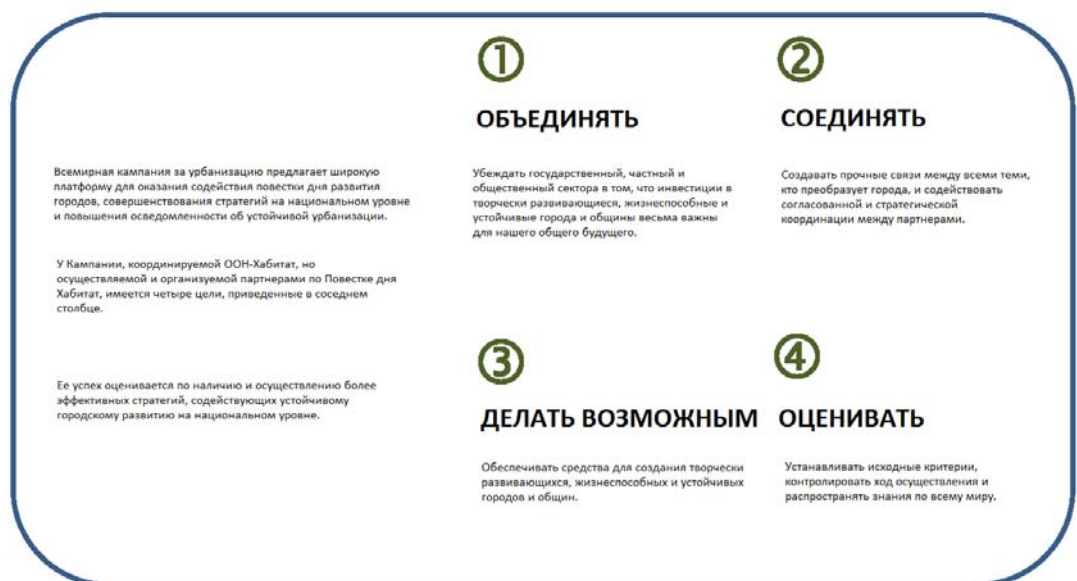 Всемирная кампания за урбанизацию предлагает широкую
платформу для оказания содействия повестки дня развития
городов, совершенствования стратегий на национальном уровне
и повышения осведомленности об устойчивой урбанизации.
У Кампании, координируемой ООН-Хабитат, но
осуществляемой и организуемой партнерами по Повестке дня
Хабитат, имеется четыре цели, приведенные в соседнем
столбце.
Ее успех оценивается по наличию и осуществлению более
эффективных стратегий, содействующих устойчивому
городскому развитию на национальном уровне.
1
ОБЪЕДИНЯТЬ
Убеждать государственный, частный и
общественный сектора в том, что инвестиции в
творчески развивающиеся, жизнеспособные и
устойчивые города и общины весьма важны
для нашего общего будущего.
2
СОЕДИНЯТЬ
Создавать прочные связи между всеми теми,
кто преобразует города, и содействовать
согласованной и стратегической
координации между партнерами.
3
ДЕЛАТЬ ВОЗМОЖНЫМ
Обеспечивать средства для создания творчески
развивающихся, жизнеспособных и устойчивых
городов и общин.
4
ОЦЕНИВАТЬ
Устанавливать исходные критерии,
контролировать ход осуществления и
распространять знания по всему миру.